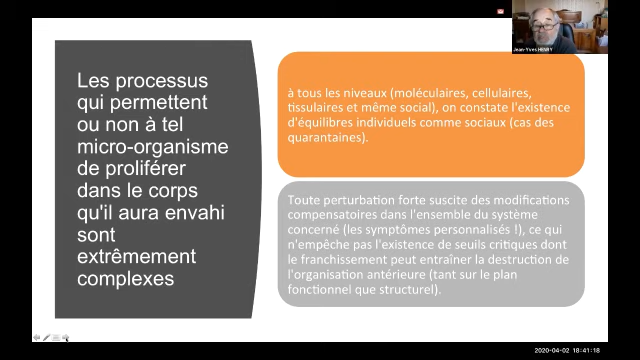 Jean-Yves HENRY
Les processus
qui permettent
ou non à tel
micro-organisme
de proliférer
dans le corps
qu'il aura envahi
sont
extrêmement
complexes
à tous les niveaux (moléculaires, cellulaires,
tissulaires et même social), on constate l'existence
d'équilibres individuels comme sociaux (cas des
quarantaines).
Toute perturbation forte suscite des modifications
compensatoires dans l'ensemble du système
concerné (les symptômes personnalisés !), ce qui
n'empêche pas l'existence de seuils critiques dont
le franchissement peut entraîner la destruction de
l'organisation antérieure (tant sur le plan
fonctionnel que structurel).
2020-04-02 18:41:18